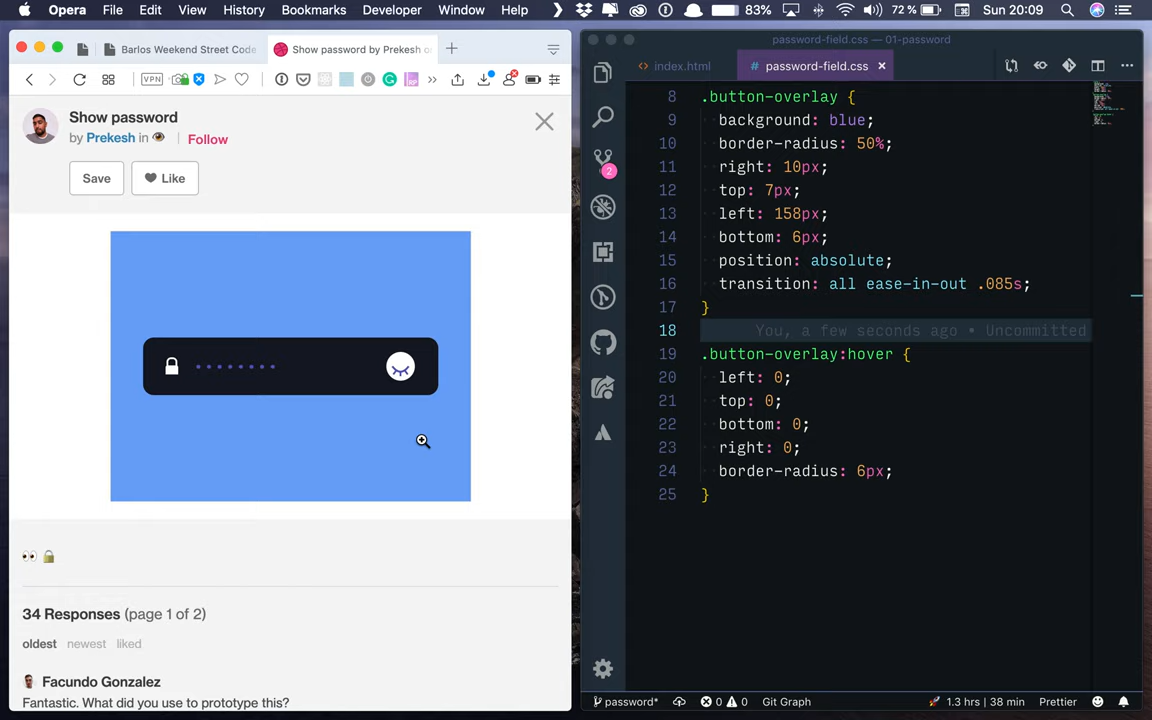 Opera File Edit View History Bookmarks Developer Window Help 83% 72% Sun 20:09
Barlos Weekend Street Code
Show password by Prekesh o
password-field.css — 01-password
index.html
# password-field.css ×
VPN
Show password
by Prekesh in Follow
Save
Like
34 Responses (page 1 of 2)
oldest newest liked
Facundo Gonzalez
Fantastic. What did you use to prototype this?
2
8 .button-overlay {
9 background: blue;
10 border-radius: 50%;
11 right: 10px;
12 top: 7px;
13 left: 158px;
14 bottom: 6px;
15 position: absolute;
16 transition: all ease-in-out .085s;
17 }
18 You, a few seconds ago • Uncommitted
19 .button-overlay:hover {
20 left: 0;
21 top: 0;
22 bottom: 0;
23 right: 0;
24 border-radius: 6px;
25 }
password* 0 0 Git Graph 1.3 hrs | 38 min Prettier